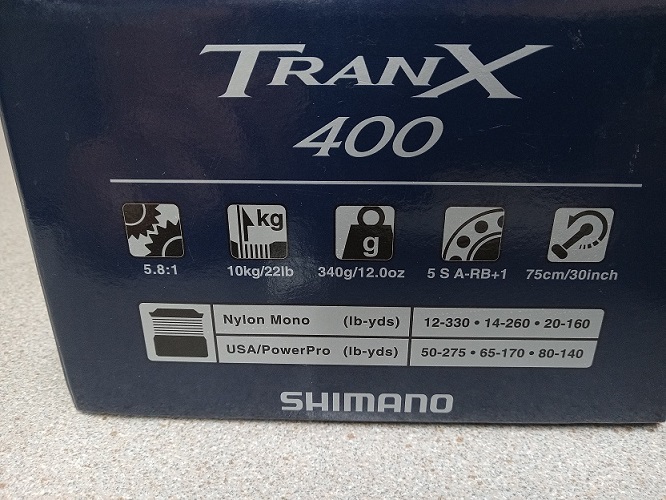 TRANX
400
kg
g
5.8:1 10kg/22lb 340g/12.0oz 5 S A-RB+1 75cm/30inch
Nylon Mono (lb-yds) 12-330 • 14-260 • 20-160
USA/PowerPro (lb-yds) 50-275 • 65-170 • 80-140
SHIMANO